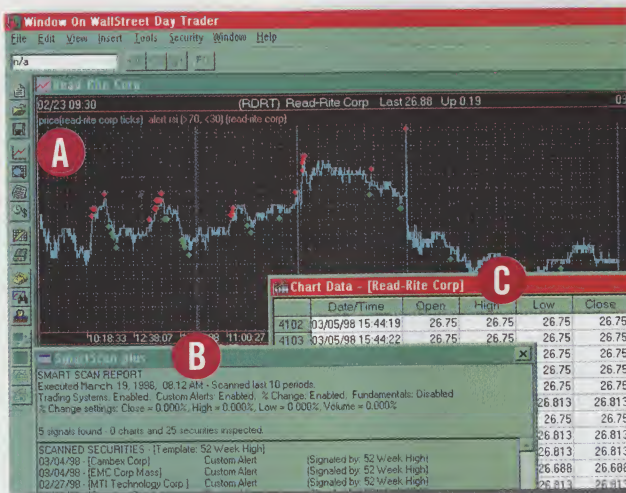 Window On WallStreet Day Trader
File Edit View Insert Tools Security Window Help
n/a
Read-Rite Corp
02/23 09:30 (RDRT) Read-Rite Corp Last 26.88 Up 0.19
price(read-rite corp ticks) alert rsi (>70, <30) (read-rite corp)
A
C
Chart Data - [Read-Rite Corp]
Date/Time Open High Low Close
4102 03/05/98 15:44:19 26.75 26.75 26.75 26.75
4103 03/05/98 15:44:22 26.75 26.75 26.75 26.75
26.75 26.75
26.75 26.75
26.813 26.813
26.75 26.75
26.813 26.813
26.813 26.813
26.688 26.688
26.813 26.813
10:18:33 12:38:07 11:00:27
B
SmartScan plus
SMART SCAN REPORT
Executed March 19, 1986, 08:12 AM - Scanned last 10 periods.
Trading Systems: Enabled, Custom Alerts: Enabled, % Change: Enabled, Fundamentals: Disabled
% Change settings: Close = 0.000%, High = 0.000%, Low = 0.000%, Volume = 0.000%
5 signals found - 0 charts and 25 securities inspected.
SCANNED SECURITIES - [Template: 52 Week High]
03/04/98 - [Cambex Corp] Custom Alert (Signaled by: 52 Week High)
03/04/98 - [EMC Corp Mass] Custom Alert (Signaled by: 52 Week High)
02/27/98 - [MTI Technology Corp] Custom Alert (Signaled by: 52 Week High)